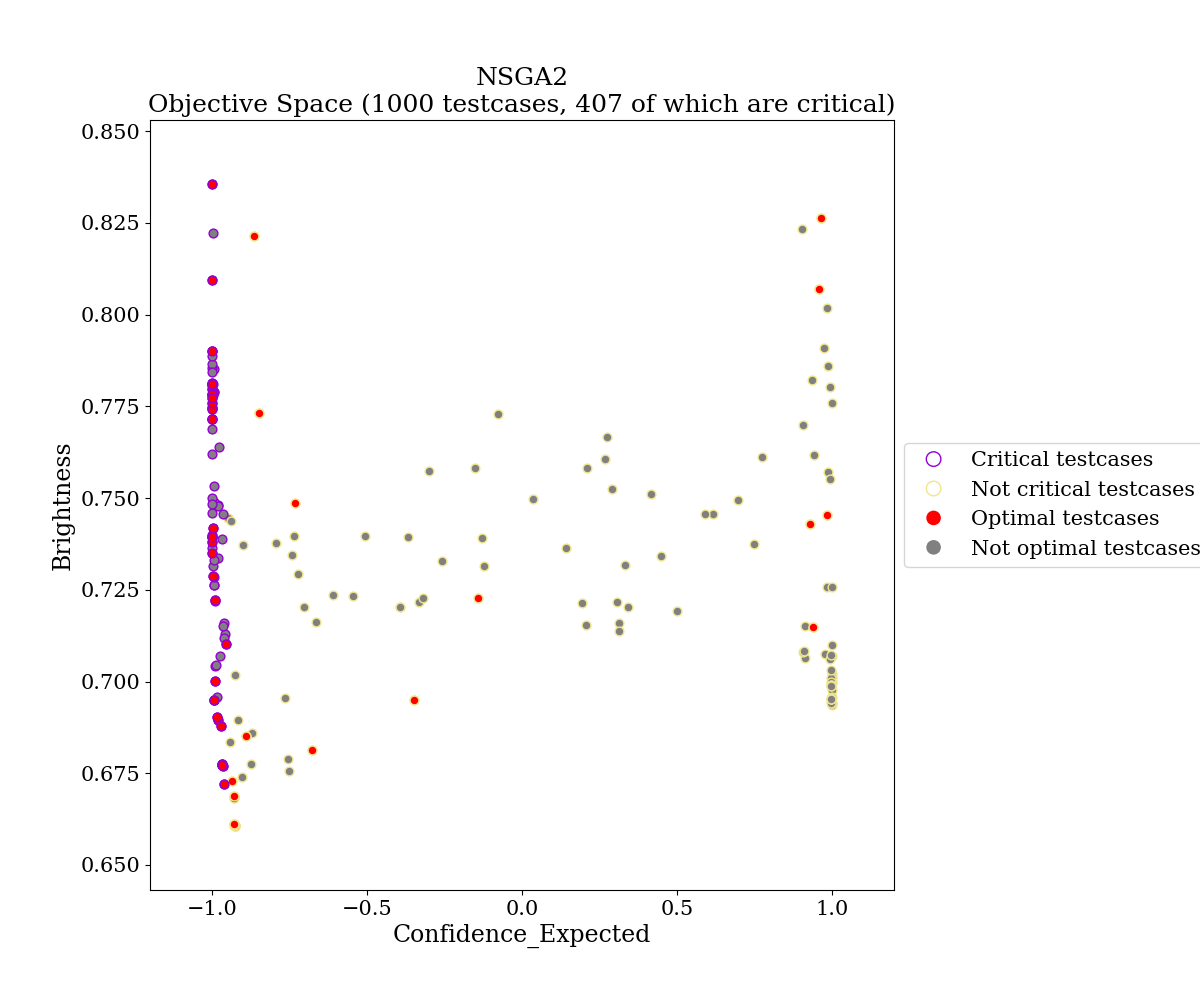 NSGA2
Objective Space (1000 testcases, 407 of which are critical)
0.850
0.825
0.800
0.775
0.750
0.725
0.700
0.675
0.650
Brightness
−1.0
−0.5
0.0
0.5
1.0
Confidence_Expected
Critical testcases
Not critical testcases
Optimal testcases
Not optimal testcases